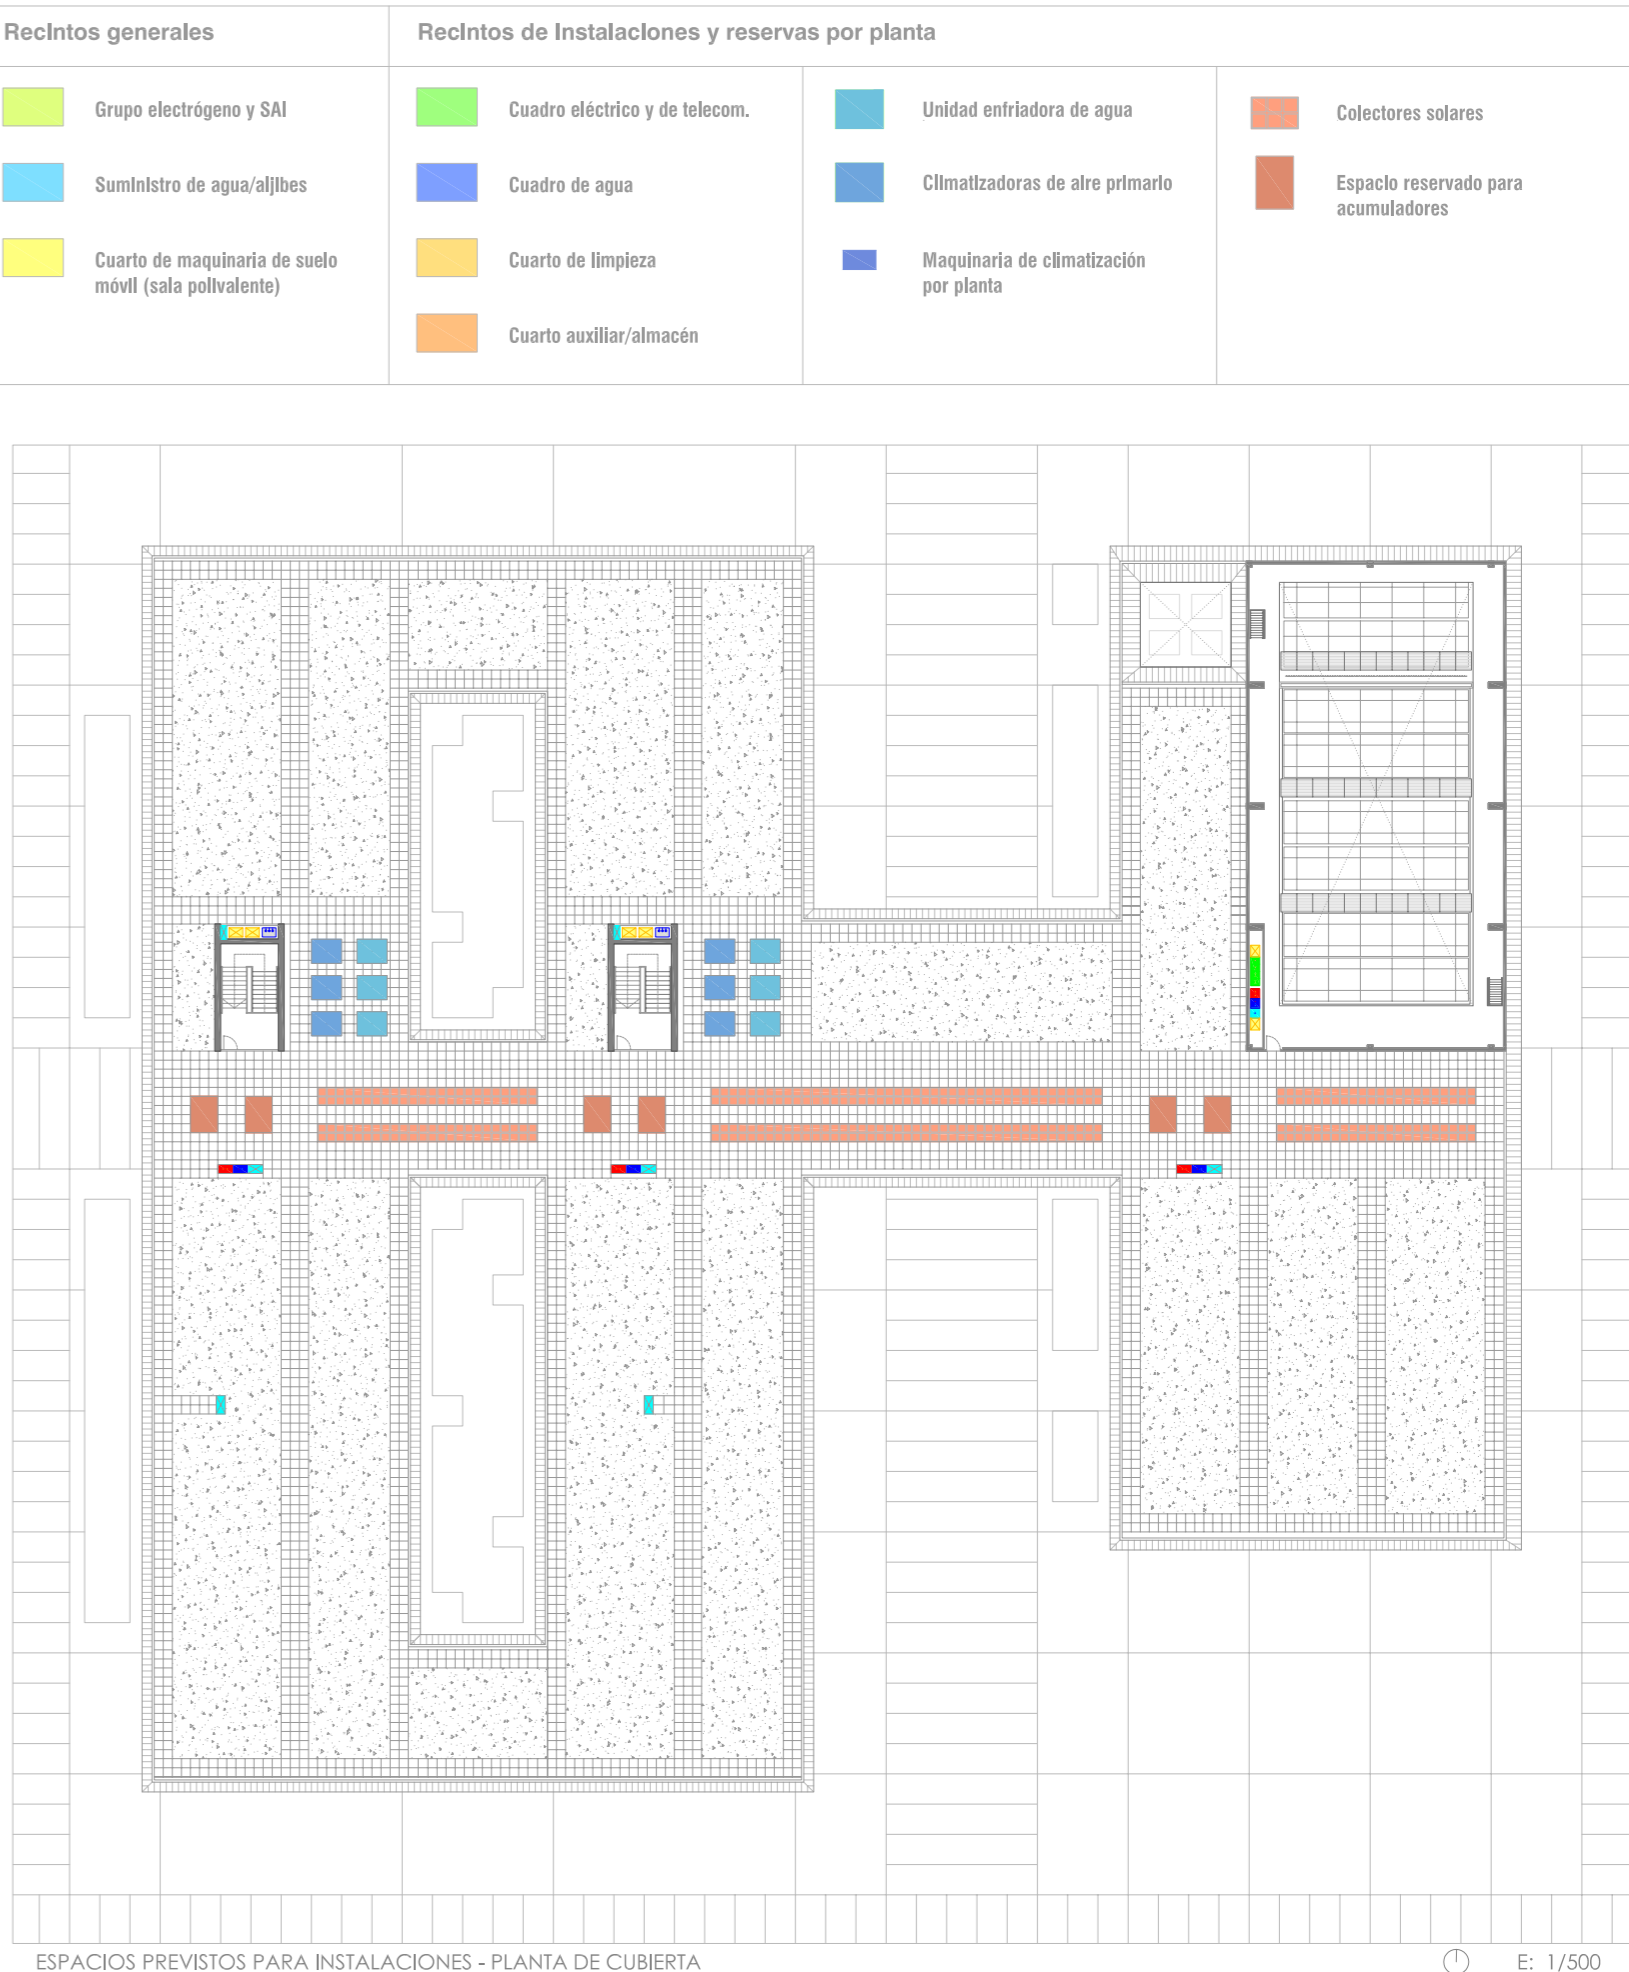 Recintos generales
Recintos de instalaciones y reservas por planta
Grupo electrógeno y SAI
Suministro de agua/aljibes
Cuarto de maquinaria de suelo
móvil (sala polivalente)
Cuadro eléctrico y de telecom.
Cuadro de agua
Cuarto de limpieza
Cuarto auxiliar/almacén
Unidad enfriadora de agua
Climatizadoras de aire primario
Maquinaria de climatización
por planta
Colectores solares
Espacio reservado para
acumuladores
ESPACIOS PREVISTOS PARA INSTALACIONES - PLANTA DE CUBIERTA
E: 1/500